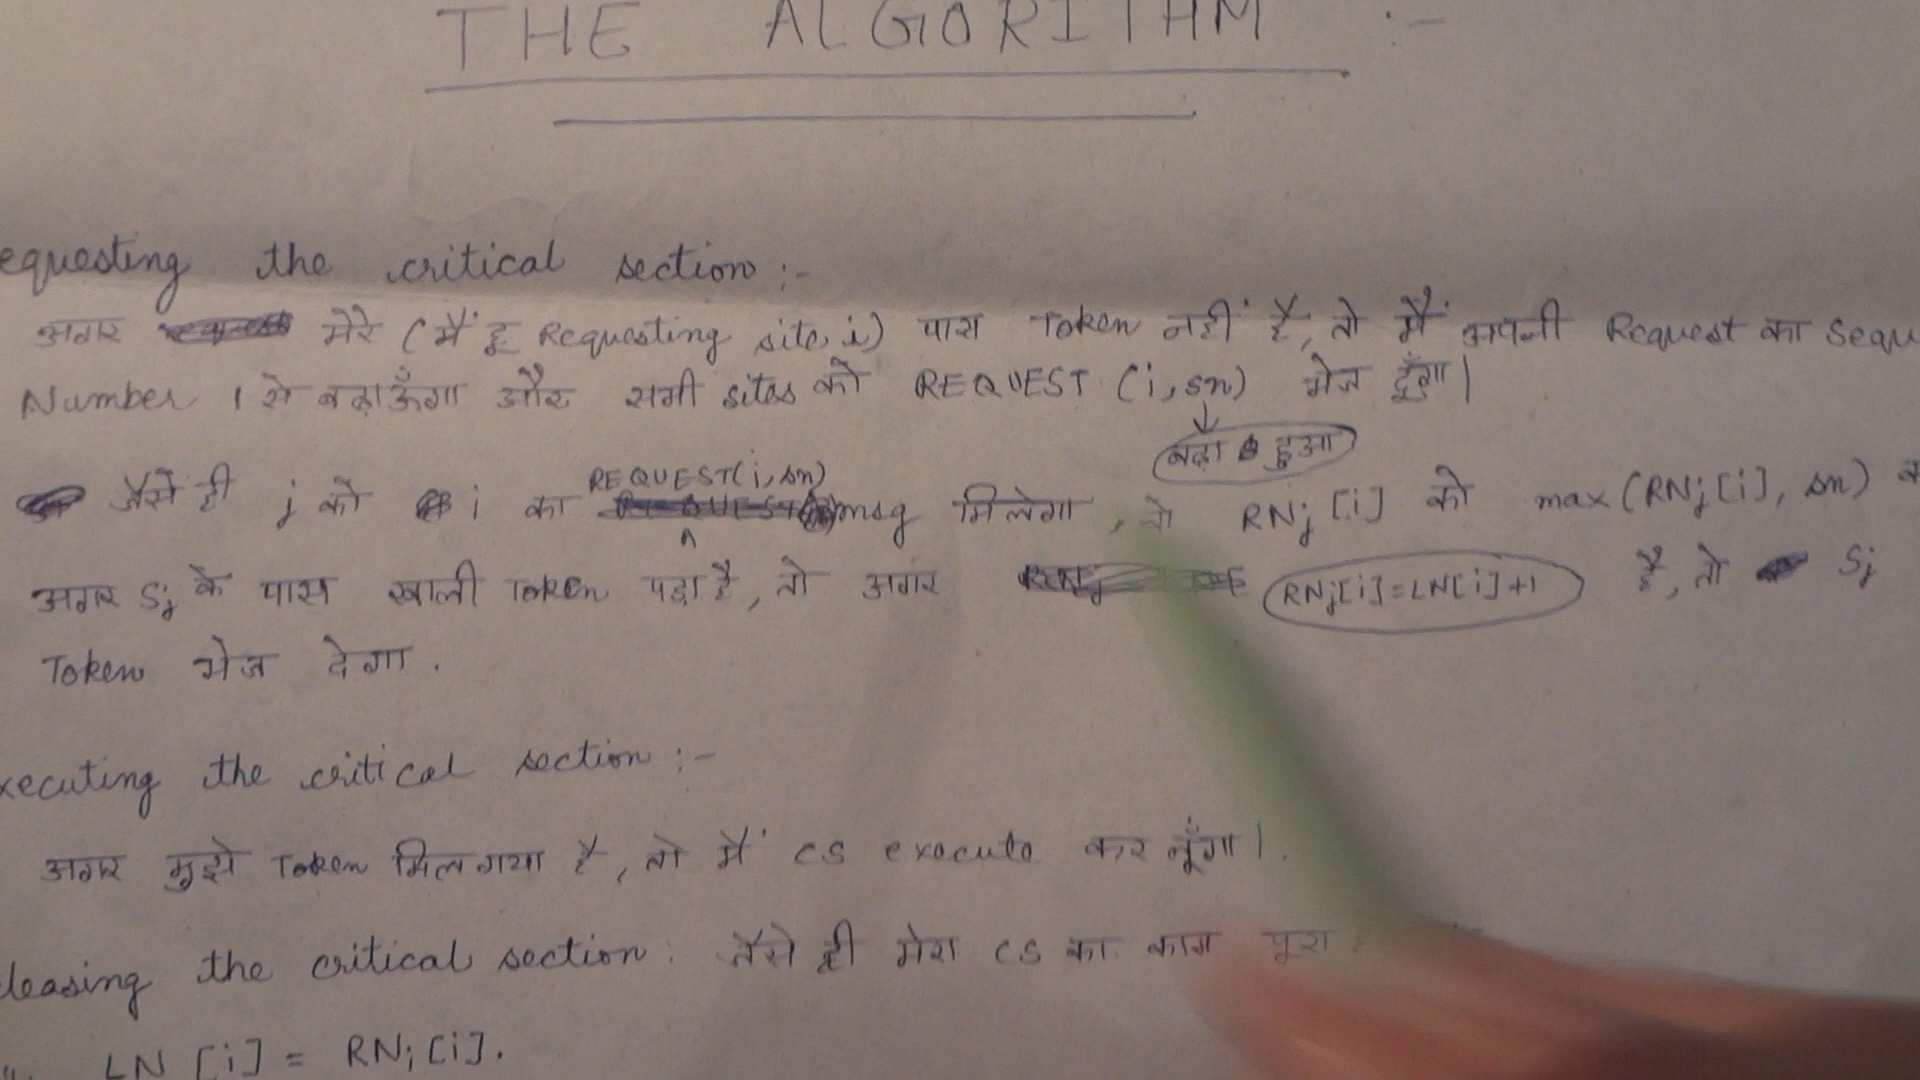 THE ALGORITHM :-
equesting the critical section :-
अगर मेरे (मैं हूँ Requesting site i) पास Token नहीं है, तो मैं अपनी Request का Sequ
Number 1 से बढ़ाऊँगा और सभी sites को REQUEST (i, sn) भेज दूँगा।
बढ़ा हुआ
जैसे ही j को i का REQUEST(i, sn) msg मिलेगा, तो RNj [i] को max (RNj [i], sn)
अगर Sj के पास खाली Token पड़ा है, तो अगर RNj[i]=LN[i]+1 है, तो Sj
Token भेज देगा.
xecuting the critical section :-
अगर मुझे Token मिल गया है, तो मैं CS execute कर लूँगा।.
leasing the critical section : जैसे ही मेरा CS का काम पूरा
LN [i] = RNi [i].